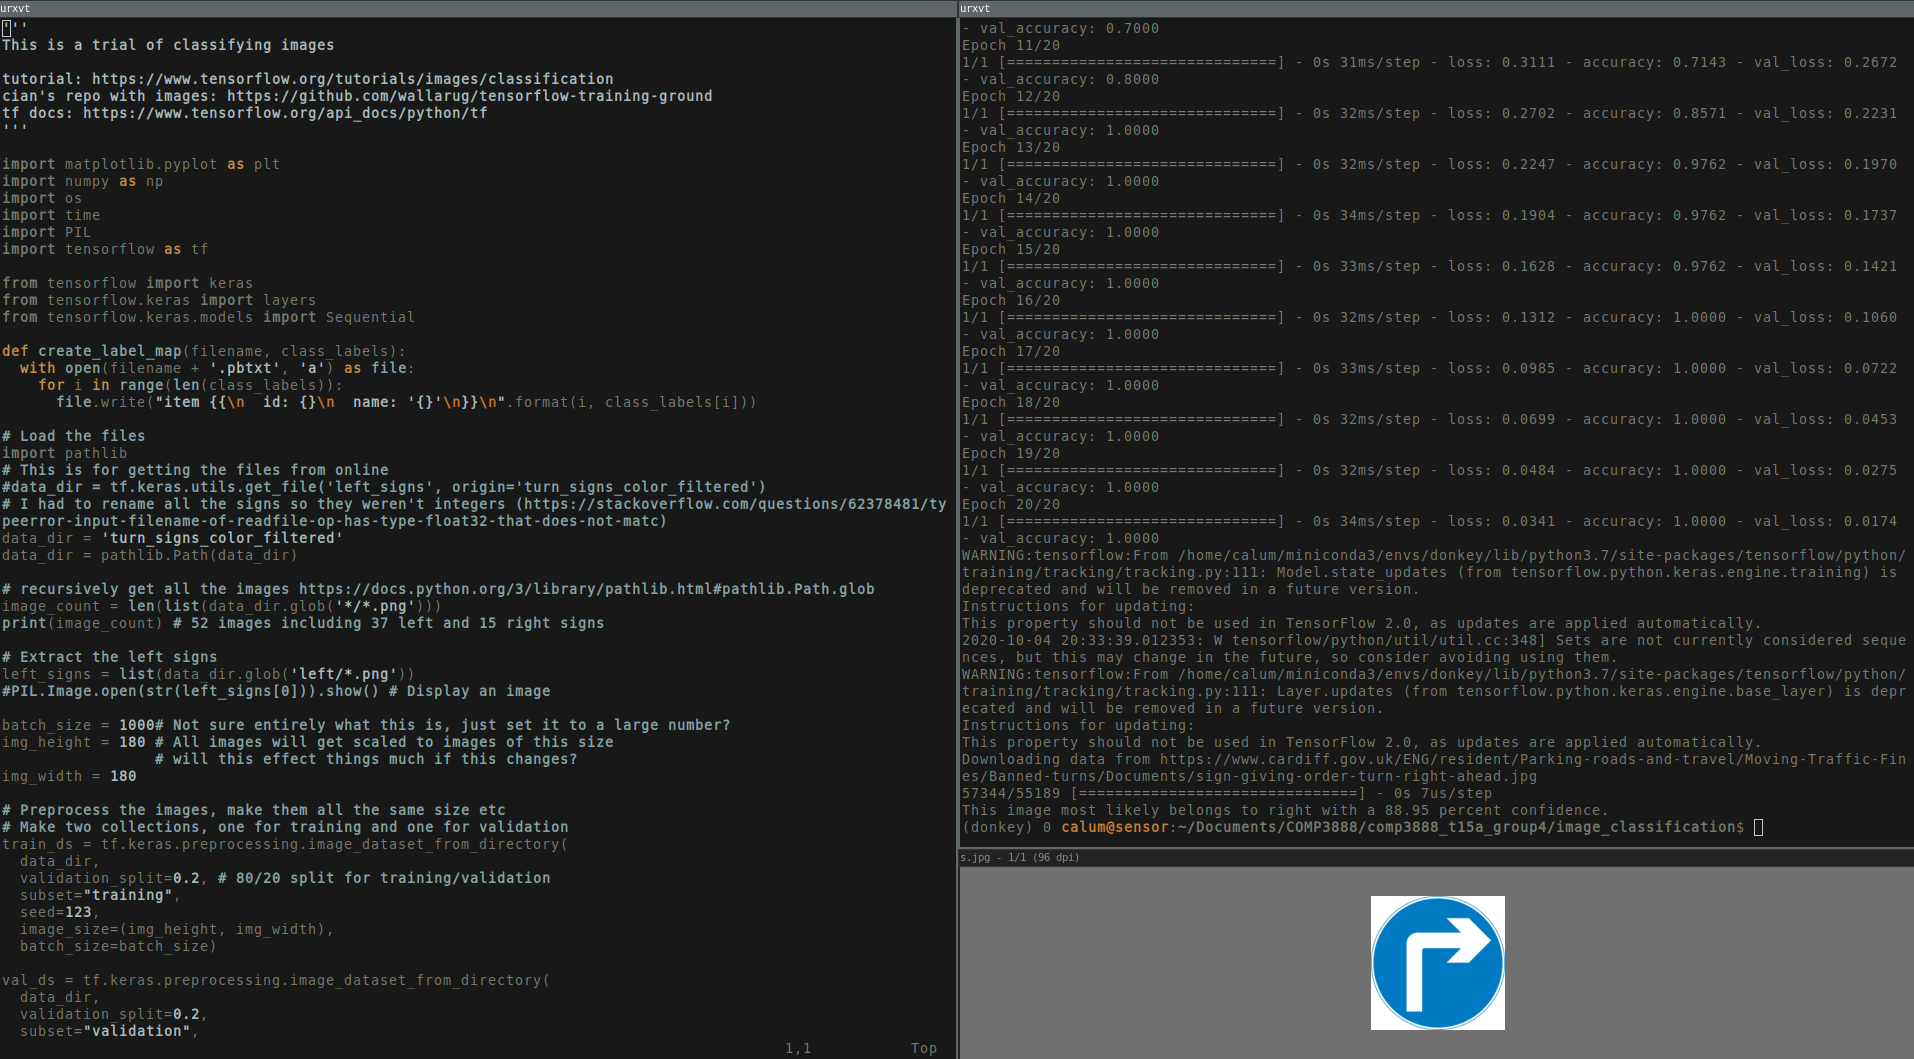 urxvt
'''
This is a trial of classifying images
tutorial: https://www.tensorflow.org/tutorials/images/classification
cian's repo with images: https://github.com/wallarug/tensorflow-training-ground
tf docs: https://www.tensorflow.org/api_docs/python/tf
'''
import matplotlib.pyplot as plt
import numpy as np
import os
import time
import PIL
import tensorflow as tf
from tensorflow import keras
from tensorflow.keras import layers
from tensorflow.keras.models import Sequential
def create_label_map(filename, class_labels):
  with open(filename + '.pbtxt', 'a') as file:
    for i in range(len(class_labels)):
      file.write("item {{\n  id: {}\n  name: '{}'\n}}\n".format(i, class_labels[i]))
# Load the files
import pathlib
# This is for getting the files from online
#data_dir = tf.keras.utils.get_file('left_signs', origin='turn_signs_color_filtered')
# I had to rename all the signs so they weren't integers (https://stackoverflow.com/questions/62378481/ty
peerror-input-filename-of-readfile-op-has-type-float32-that-does-not-matc)
data_dir = 'turn_signs_color_filtered'
data_dir = pathlib.Path(data_dir)
# recursively get all the images https://docs.python.org/3/library/pathlib.html#pathlib.Path.glob
image_count = len(list(data_dir.glob('*/*.png')))
print(image_count) # 52 images including 37 left and 15 right signs
# Extract the left signs
left_signs = list(data_dir.glob('left/*.png'))
#PIL.Image.open(str(left_signs[0])).show() # Display an image
batch_size = 1000# Not sure entirely what this is, just set it to a large number?
img_height = 180 # All images will get scaled to images of this size
                 # will this effect things much if this changes?
img_width = 180
# Preprocess the images, make them all the same size etc
# Make two collections, one for training and one for validation
train_ds = tf.keras.preprocessing.image_dataset_from_directory(
  data_dir,
  validation_split=0.2, # 80/20 split for training/validation
  subset="training",
  seed=123,
  image_size=(img_height, img_width),
  batch_size=batch_size)
val_ds = tf.keras.preprocessing.image_dataset_from_directory(
  data_dir,
  validation_split=0.2,
  subset="validation",
1,1 Top
urxvt
- val_accuracy: 0.7000
Epoch 11/20
1/1 [==============================] - 0s 31ms/step - loss: 0.3111 - accuracy: 0.7143 - val_loss: 0.2672
- val_accuracy: 0.8000
Epoch 12/20
1/1 [==============================] - 0s 32ms/step - loss: 0.2702 - accuracy: 0.8571 - val_loss: 0.2231
- val_accuracy: 1.0000
Epoch 13/20
1/1 [==============================] - 0s 32ms/step - loss: 0.2247 - accuracy: 0.9762 - val_loss: 0.1970
- val_accuracy: 1.0000
Epoch 14/20
1/1 [==============================] - 0s 34ms/step - loss: 0.1904 - accuracy: 0.9762 - val_loss: 0.1737
- val_accuracy: 1.0000
Epoch 15/20
1/1 [==============================] - 0s 33ms/step - loss: 0.1628 - accuracy: 0.9762 - val_loss: 0.1421
- val_accuracy: 1.0000
Epoch 16/20
1/1 [==============================] - 0s 32ms/step - loss: 0.1312 - accuracy: 1.0000 - val_loss: 0.1060
- val_accuracy: 1.0000
Epoch 17/20
1/1 [==============================] - 0s 33ms/step - loss: 0.0985 - accuracy: 1.0000 - val_loss: 0.0722
- val_accuracy: 1.0000
Epoch 18/20
1/1 [==============================] - 0s 32ms/step - loss: 0.0699 - accuracy: 1.0000 - val_loss: 0.0453
- val_accuracy: 1.0000
Epoch 19/20
1/1 [==============================] - 0s 32ms/step - loss: 0.0484 - accuracy: 1.0000 - val_loss: 0.0275
- val_accuracy: 1.0000
Epoch 20/20
1/1 [==============================] - 0s 34ms/step - loss: 0.0341 - accuracy: 1.0000 - val_loss: 0.0174
- val_accuracy: 1.0000
WARNING:tensorflow:From /home/calum/miniconda3/envs/donkey/lib/python3.7/site-packages/tensorflow/python/
training/tracking/tracking.py:111: Model.state_updates (from tensorflow.python.keras.engine.training) is
deprecated and will be removed in a future version.
Instructions for updating:
This property should not be used in TensorFlow 2.0, as updates are applied automatically.
2020-10-04 20:33:39.012353: W tensorflow/python/util/util.cc:348] Sets are not currently considered seque
nces, but this may change in the future, so consider avoiding using them.
WARNING:tensorflow:From /home/calum/miniconda3/envs/donkey/lib/python3.7/site-packages/tensorflow/python/
training/tracking/tracking.py:111: Layer.updates (from tensorflow.python.keras.engine.base_layer) is depr
ecated and will be removed in a future version.
Instructions for updating:
This property should not be used in TensorFlow 2.0, as updates are applied automatically.
Downloading data from https://www.cardiff.gov.uk/ENG/resident/Parking-roads-and-travel/Moving-Traffic-Fin
es/Banned-turns/Documents/sign-giving-order-turn-right-ahead.jpg
57344/55189 [===============================] - 0s 7us/step
This image most likely belongs to right with a 88.95 percent confidence.
(donkey) 0 calum@sensor:~/Documents/COMP3888/comp3888_t15a_group4/image_classification$
s.jpg - 1/1 (96 dpi)